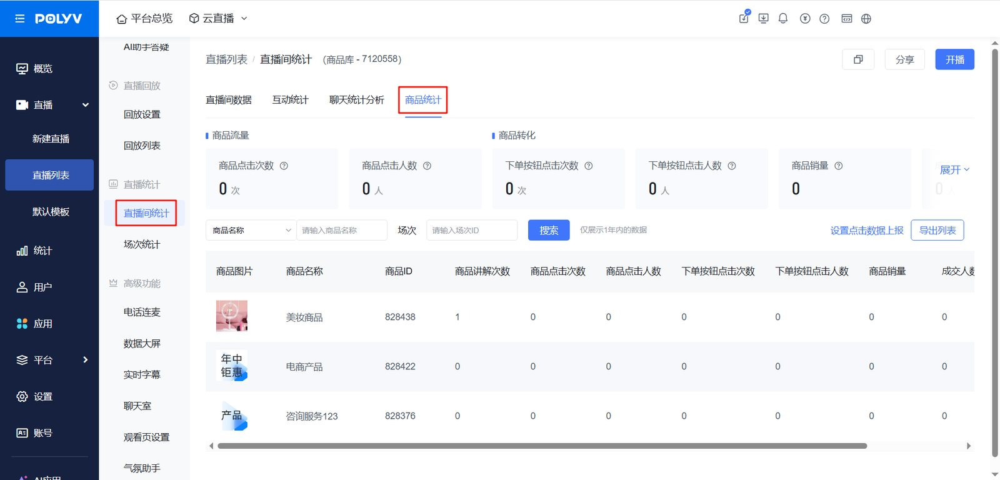 POLYV
平台总览
云直播
概览
直播
新建直播
直播列表
默认模板
统计
用户
应用
平台
设置
账号
AI应用
AI助手答疑
直播回放
回放设置
回放列表
直播统计
直播间统计
场次统计
高级功能
电话连麦
数据大屏
实时字幕
聊天室
观看页设置
气氛助手
直播列表 / 直播间统计 (商品库 - 7120558)
分享
开播
直播间数据 互动统计 聊天统计分析 商品统计
商品流量
商品转化
商品点击次数
0 次
商品点击人数
0 人
下单按钮点击次数
0 次
下单按钮点击人数
0 人
商品销量
0
展开
0 人
商品名称 请输入商品名称 场次 请输入场次ID 搜索 仅展示1年内的数据 设置点击数据上报 导出列表
商品图片 商品名称 商品ID 商品讲解次数 商品点击次数 商品点击人数 下单按钮点击次数 下单按钮点击人数 商品销量 成交人数
美妆商品 828438 1 0 0 0 0 0 0
年中
钜惠
电商产品 828422 0 0 0 0 0 0 0
产品
咨询服务123 828376 0 0 0 0 0 0 0